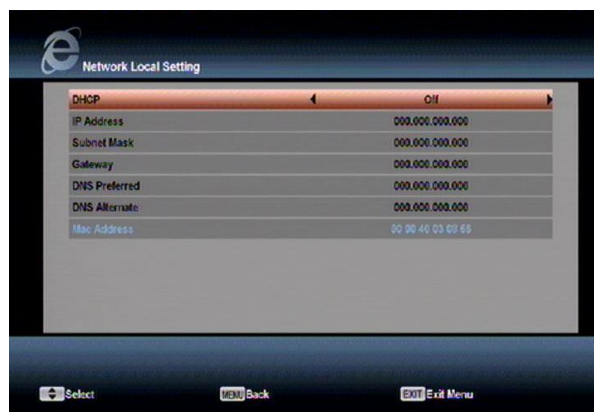 Network Local Setting
DHCP Off
IP Address 000.000.000.000
Subnet Mask 000.000.000.000
Gateway 000.000.000.000
DNS Preferred 000.000.000.000
DNS Alternate 000.000.000.000
Mac Address
Select MENU Back EXIT Exit Menu